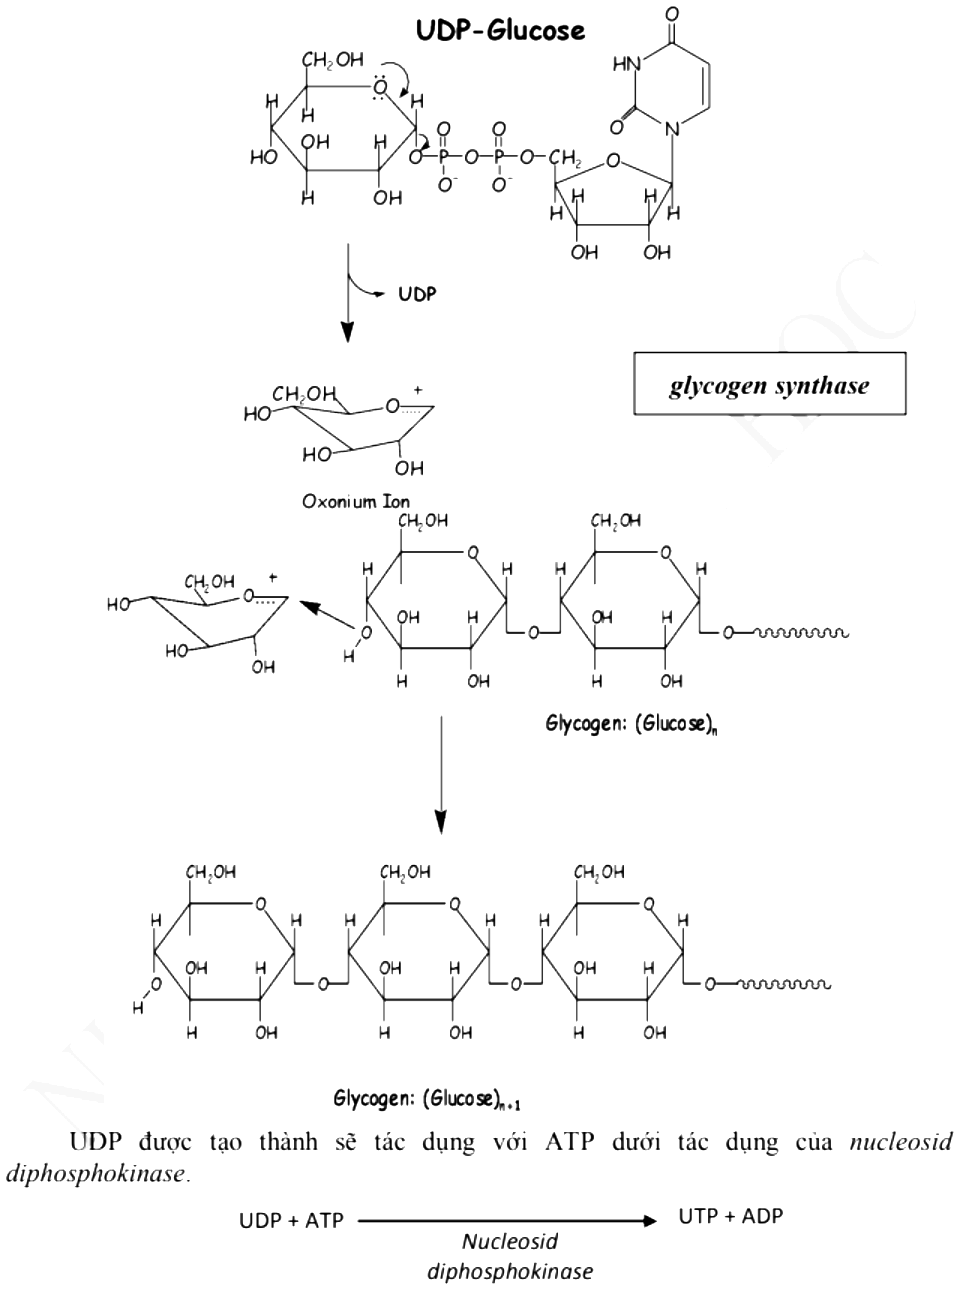 UDP-Glucose
O
CH2OH
HN
O
H
H
H
O
N
OH
H
O
O
HO
O P O P O CH2
O
H
OH
O-
O-
H
H
H
H
OH
OH
UDP
glycogen synthase
CH2OH
+
HO
O
HO
OH
Oxonium Ion
CH2OH
CH2OH
O
O
H
H
H
H
CH2OH
+
HO
O
OH
H
OH
H
O
O
O
HO
H
OH
H
OH
H
OH
Glycogen: (Glucose)n
CH2OH
CH2OH
CH2OH
O
O
O
H
H
H
H
H
H
OH
H
OH
H
OH
H
O
O
O
O
H
H
OH
H
OH
H
OH
Glycogen: (Glucose)n+1
UĐP được tạo thành sẽ tác dụng với ATP dưới tác dụng của nucleosid
diphosphokinase.
UDP + ATP
UTP + ADP
Nucleosid
diphosphokinase